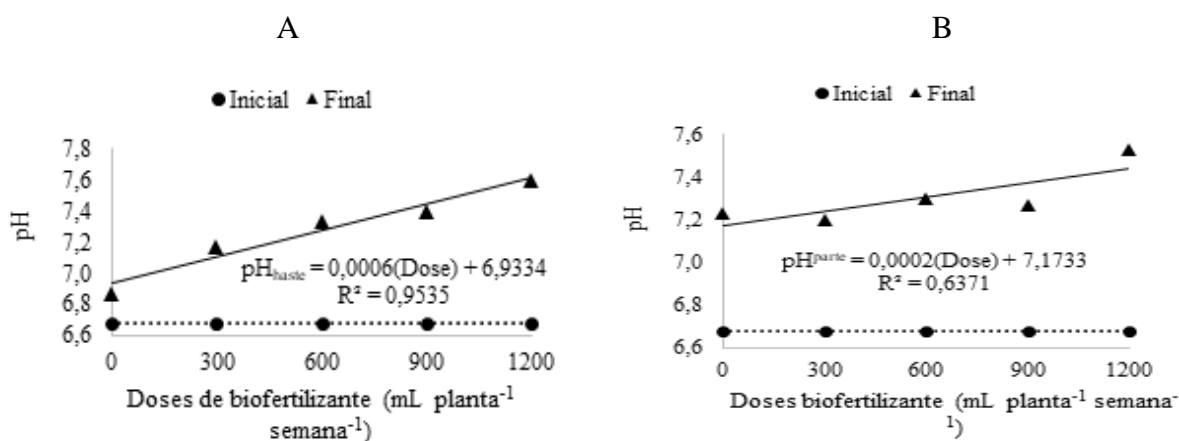 A
B
● Inicial ▲ Final
7,8
7,6
7,4
7,2
7,0
6,8
6,6
pH
pH haste = 0,0006(Dose) + 6,9334
R² = 0,9535
0 300 600 900 1200
Doses de biofertilizante (mL planta⁻¹
semana⁻¹)
● Inicial ▲ Final
7,6
7,4
7,2
7,0
6,8
6,6
pH
pHᵖᵃʳᵗᵉ = 0,0002(Dose) + 7,1733
R² = 0,6371
0 300 600 900 1200
Doses biofertilizante (mL planta⁻¹ semana⁻
¹)